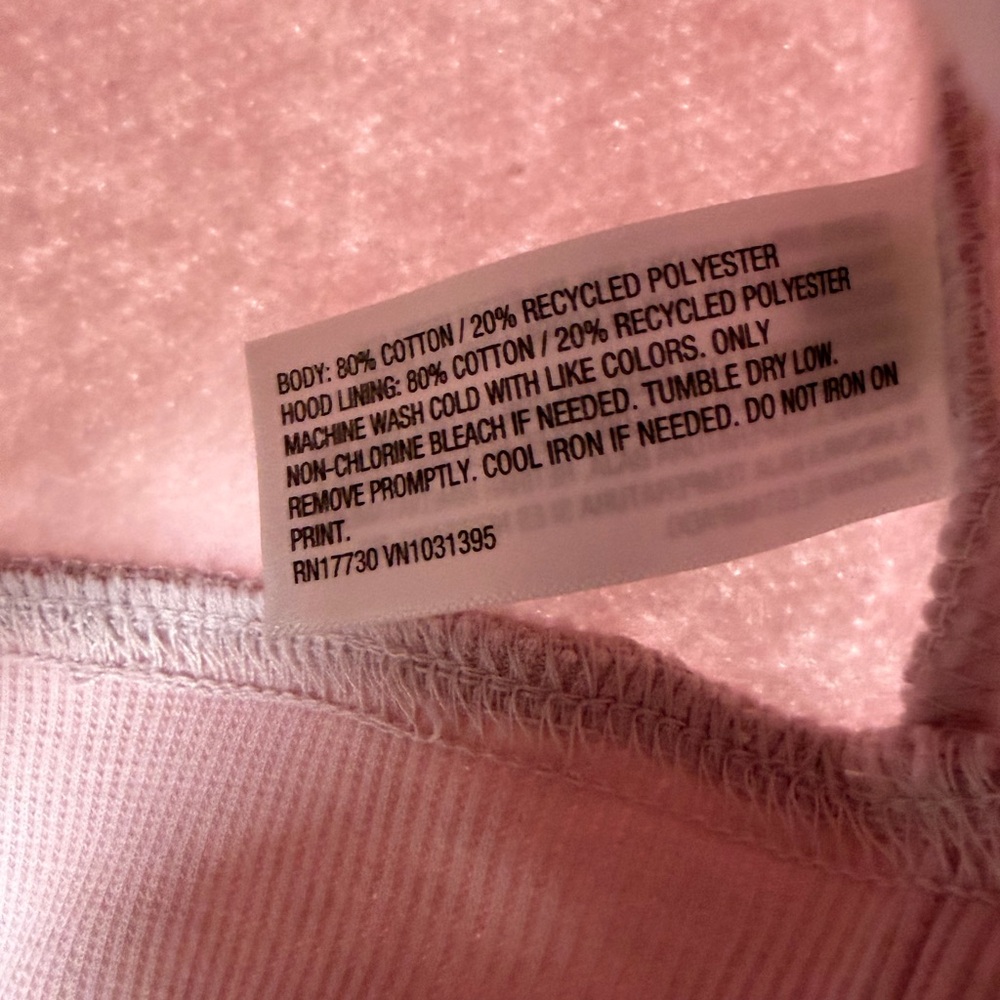 BODY: 80% COTTON / 20% RECYCLED POLYESTER
HOOD LINING: 80% COTTON / 20% RECYCLED POLYESTER
MACHINE WASH COLD WITH LIKE COLORS. ONLY
NON-CHLORINE BLEACH IF NEEDED. TUMBLE DRY LOW.
REMOVE PROMPTLY. COOL IRON IF NEEDED. DO NOT IRON ON
PRINT.
RN17730 VN1031395